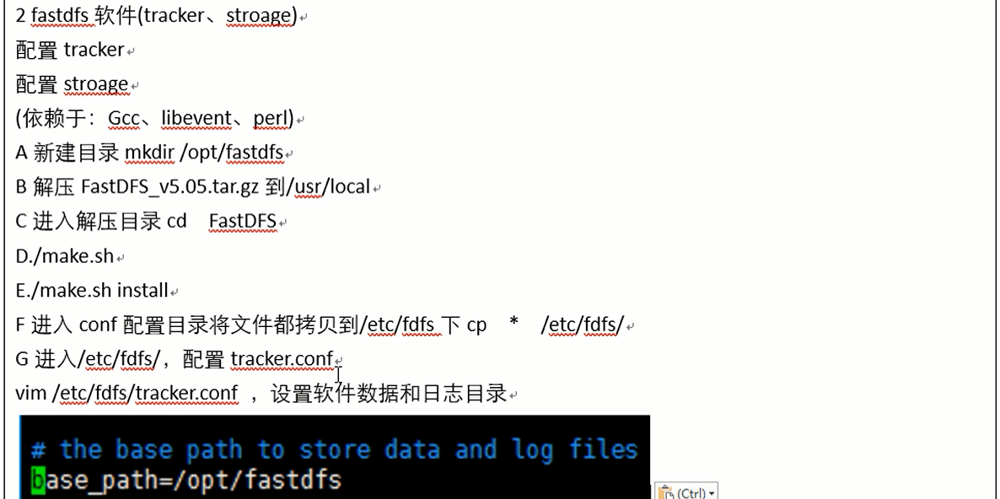 2 fastdfs 软件(tracker、stroage)
配置 tracker
配置 stroage
(依赖于：Gcc、libevent、perl)
A 新建目录 mkdir /opt/fastdfs
B 解压 FastDFS_v5.05.tar.gz 到/usr/local
C 进入解压目录 cd FastDFS
D./make.sh
E./make.sh install
F 进入 conf 配置目录将文件都拷贝到/etc/fdfs 下 cp * /etc/fdfs/
G 进入/etc/fdfs/，配置 tracker.conf
vim /etc/fdfs/tracker.conf ，设置软件数据和日志目录
# the base path to store data and log files
base_path=/opt/fastdfs
(Ctrl)